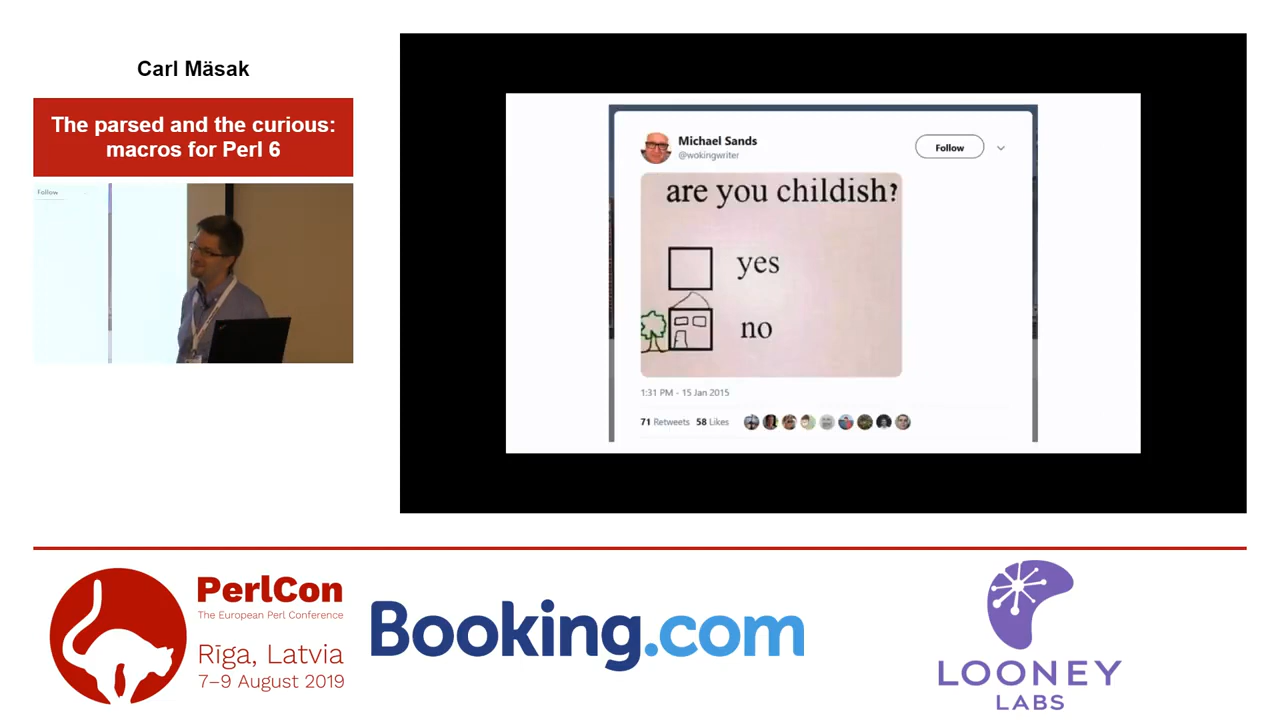 Carl Mäsak
The parsed and the curious:
macros for Perl 6
Follow
Michael Sands
@wokingwriter
Follow
are you childish?
yes
no
1:31 PM - 15 Jan 2015
71 Retweets 58 Likes
PerlCon
The European Perl Conference
Rīga, Latvia
7–9 August 2019
Booking.com
LOONEY
LABS